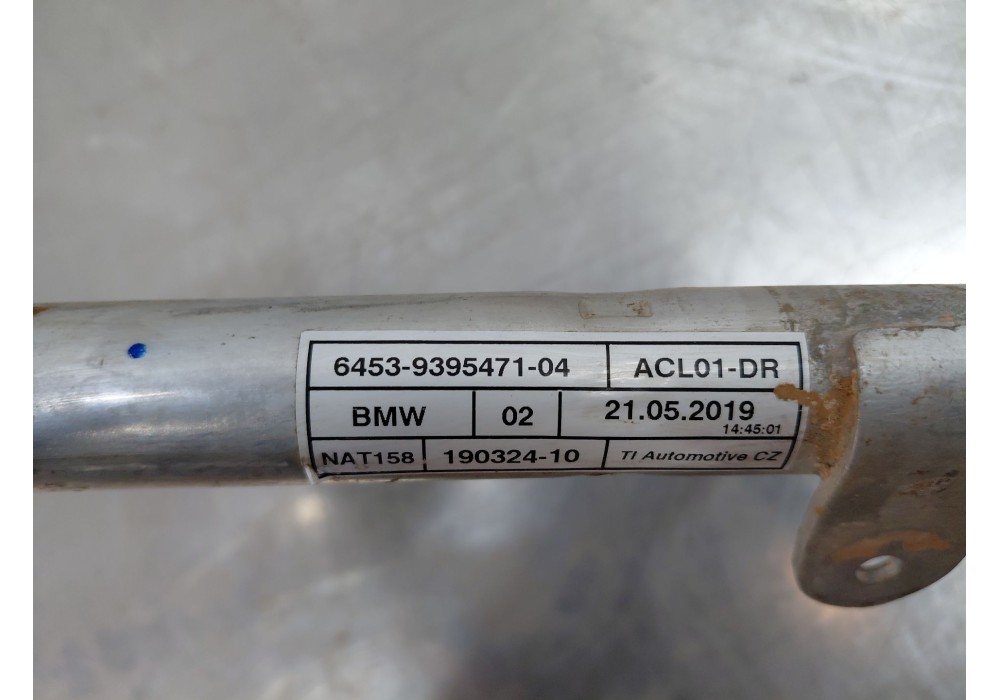 6453-9395471-04 ACL01-DR
BMW 02 21.05.2019
14:45:01
NAT158 190324-10 TI Automotive CZ